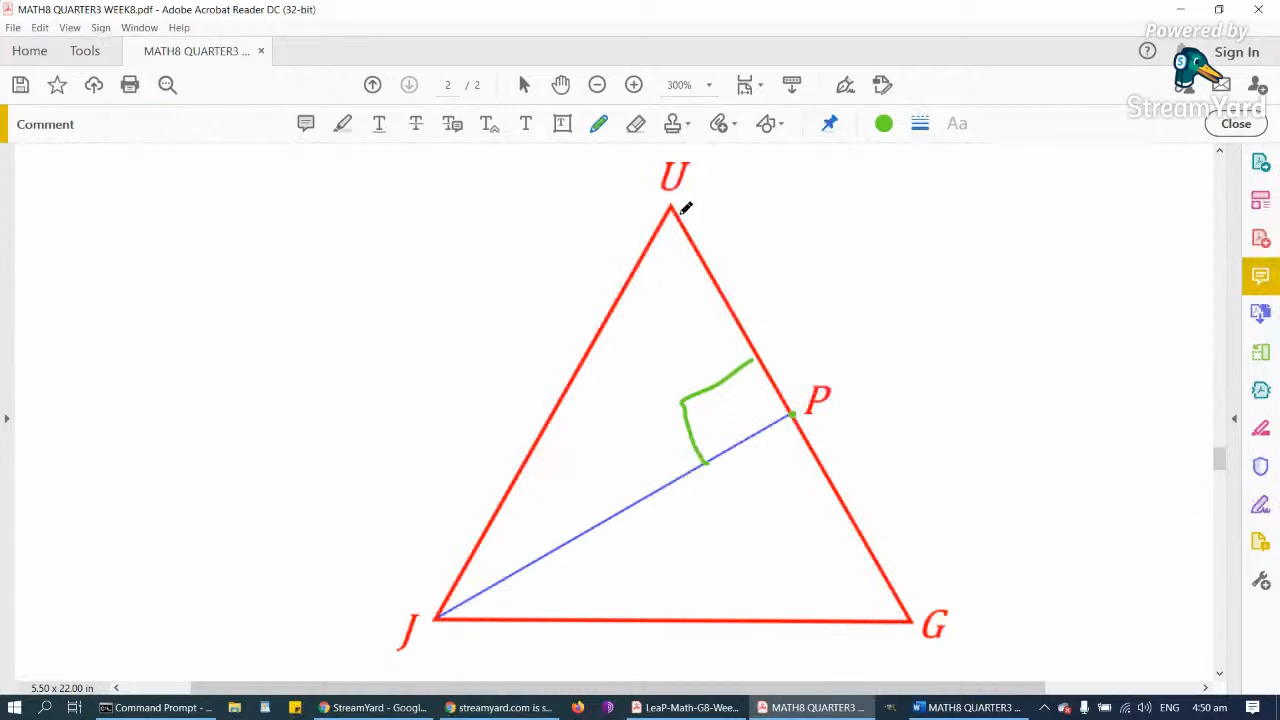 MATH8 QUARTER3 WEEK8.pdf - Adobe Acrobat Reader DC (32-bit)
File Edit View Sign Window Help
Powered by
Home Tools MATH8 QUARTER3 ... × Sign In
2 / 2 300%
StreamYard
Comment T T T T T T Aa Close
U
P
J G
5.50 x 22.00 in
Command Prompt - StreamYard - Googl... streamyard.com is s... LeaP-Math-G8-Wee... MATH8 QUARTER3 ... MATH8 QUARTER3 ... ENG 4:50 am